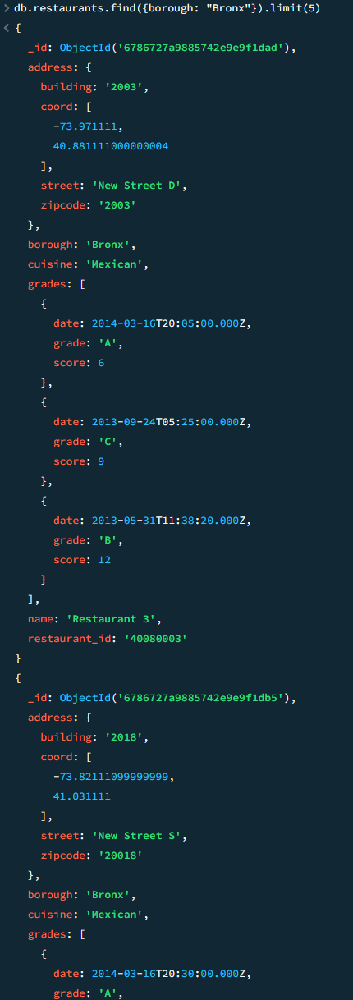 > db.restaurants.find({borough: "Bronx"}).limit(5)
< {
_id: ObjectId('6786727a9885742e9e9f1dad'),
address: {
building: '2003',
coord: [
-73.971111,
40.881111000000004
],
street: 'New Street D',
zipcode: '2003'
},
borough: 'Bronx',
cuisine: 'Mexican',
grades: [
{
date: 2014-03-16T20:05:00.000Z,
grade: 'A',
score: 6
},
{
date: 2013-09-24T05:25:00.000Z,
grade: 'C',
score: 9
},
{
date: 2013-05-31T11:38:20.000Z,
grade: 'B',
score: 12
}
],
name: 'Restaurant 3',
restaurant_id: '40080003'
}
{
_id: ObjectId('6786727a9885742e9e9f1db5'),
address: {
building: '2018',
coord: [
-73.82111099999999,
41.031111
],
street: 'New Street S',
zipcode: '20018'
},
borough: 'Bronx',
cuisine: 'Mexican',
grades: [
{
date: 2014-03-16T20:30:00.000Z,
grade: 'A',